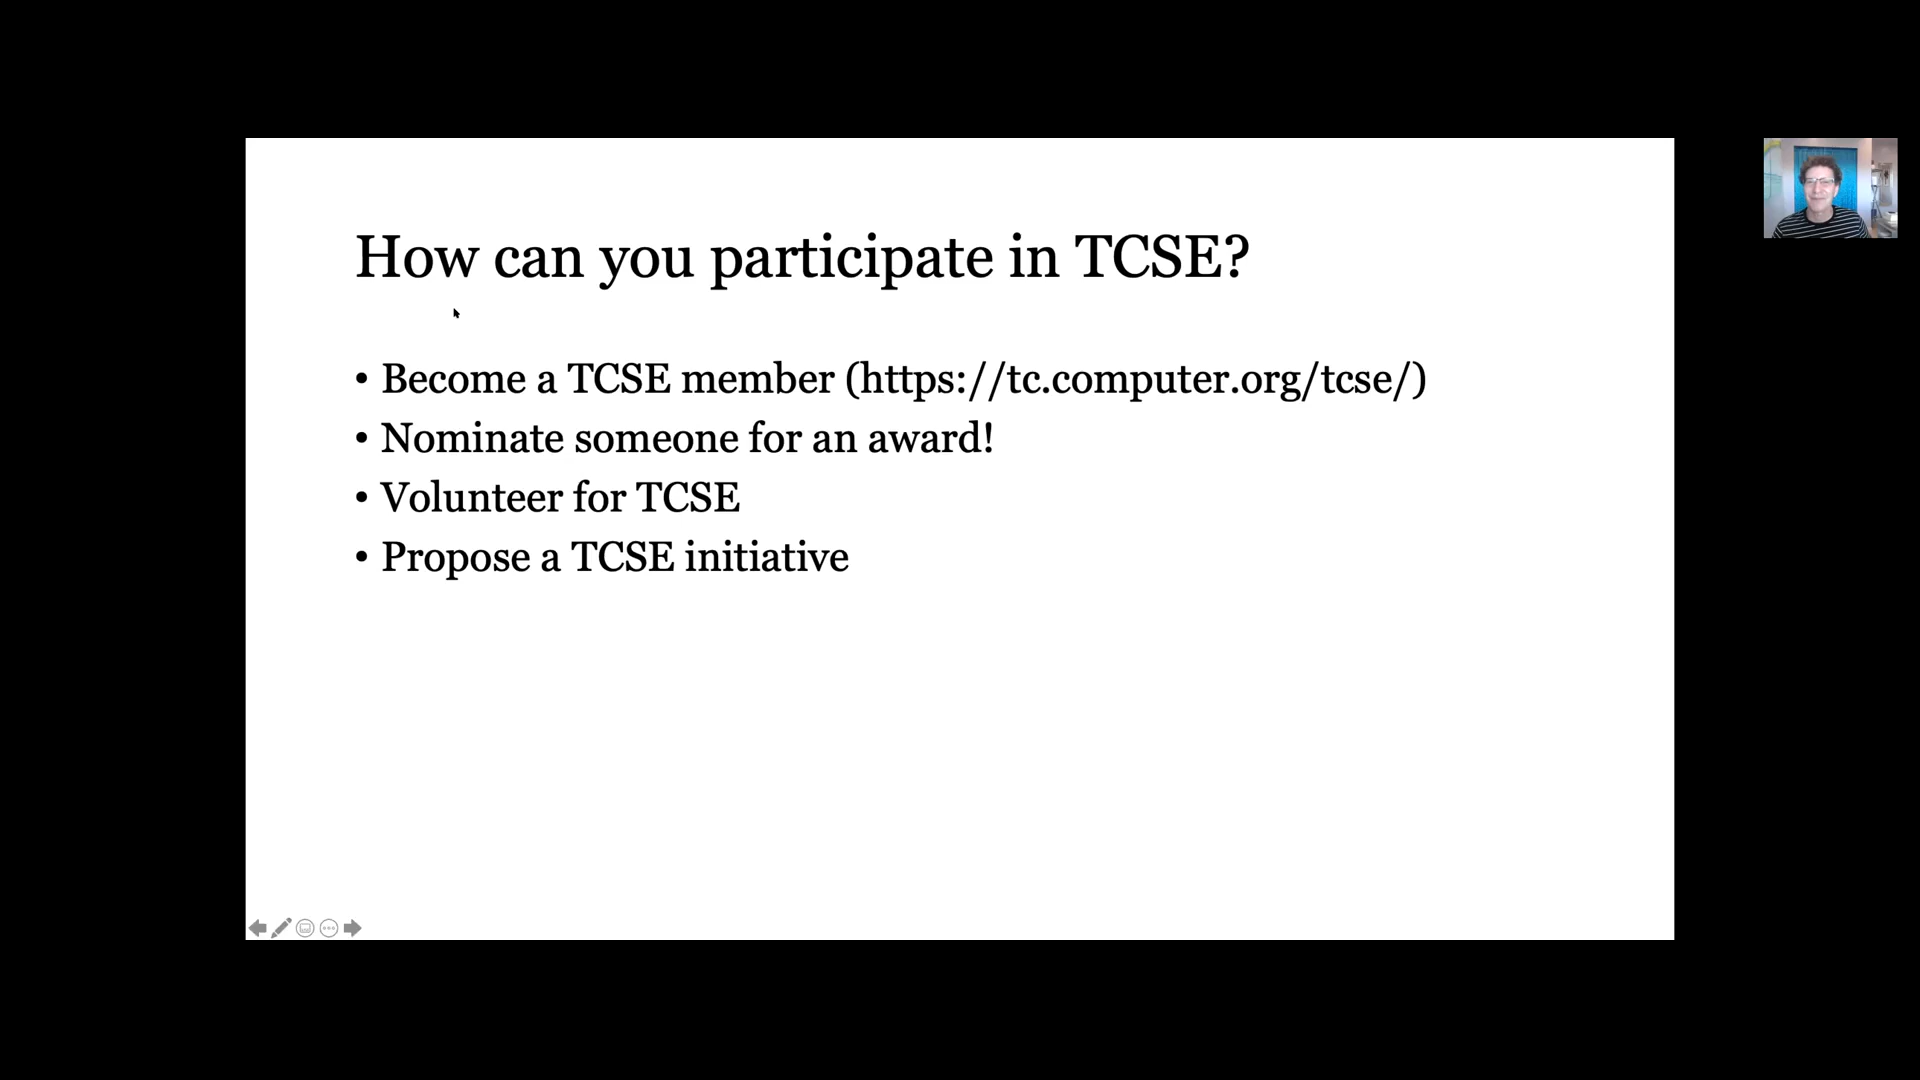 How can you participate in TCSE?
• Become a TCSE member (https://tc.computer.org/tcse/)
• Nominate someone for an award!
• Volunteer for TCSE
• Propose a TCSE initiative